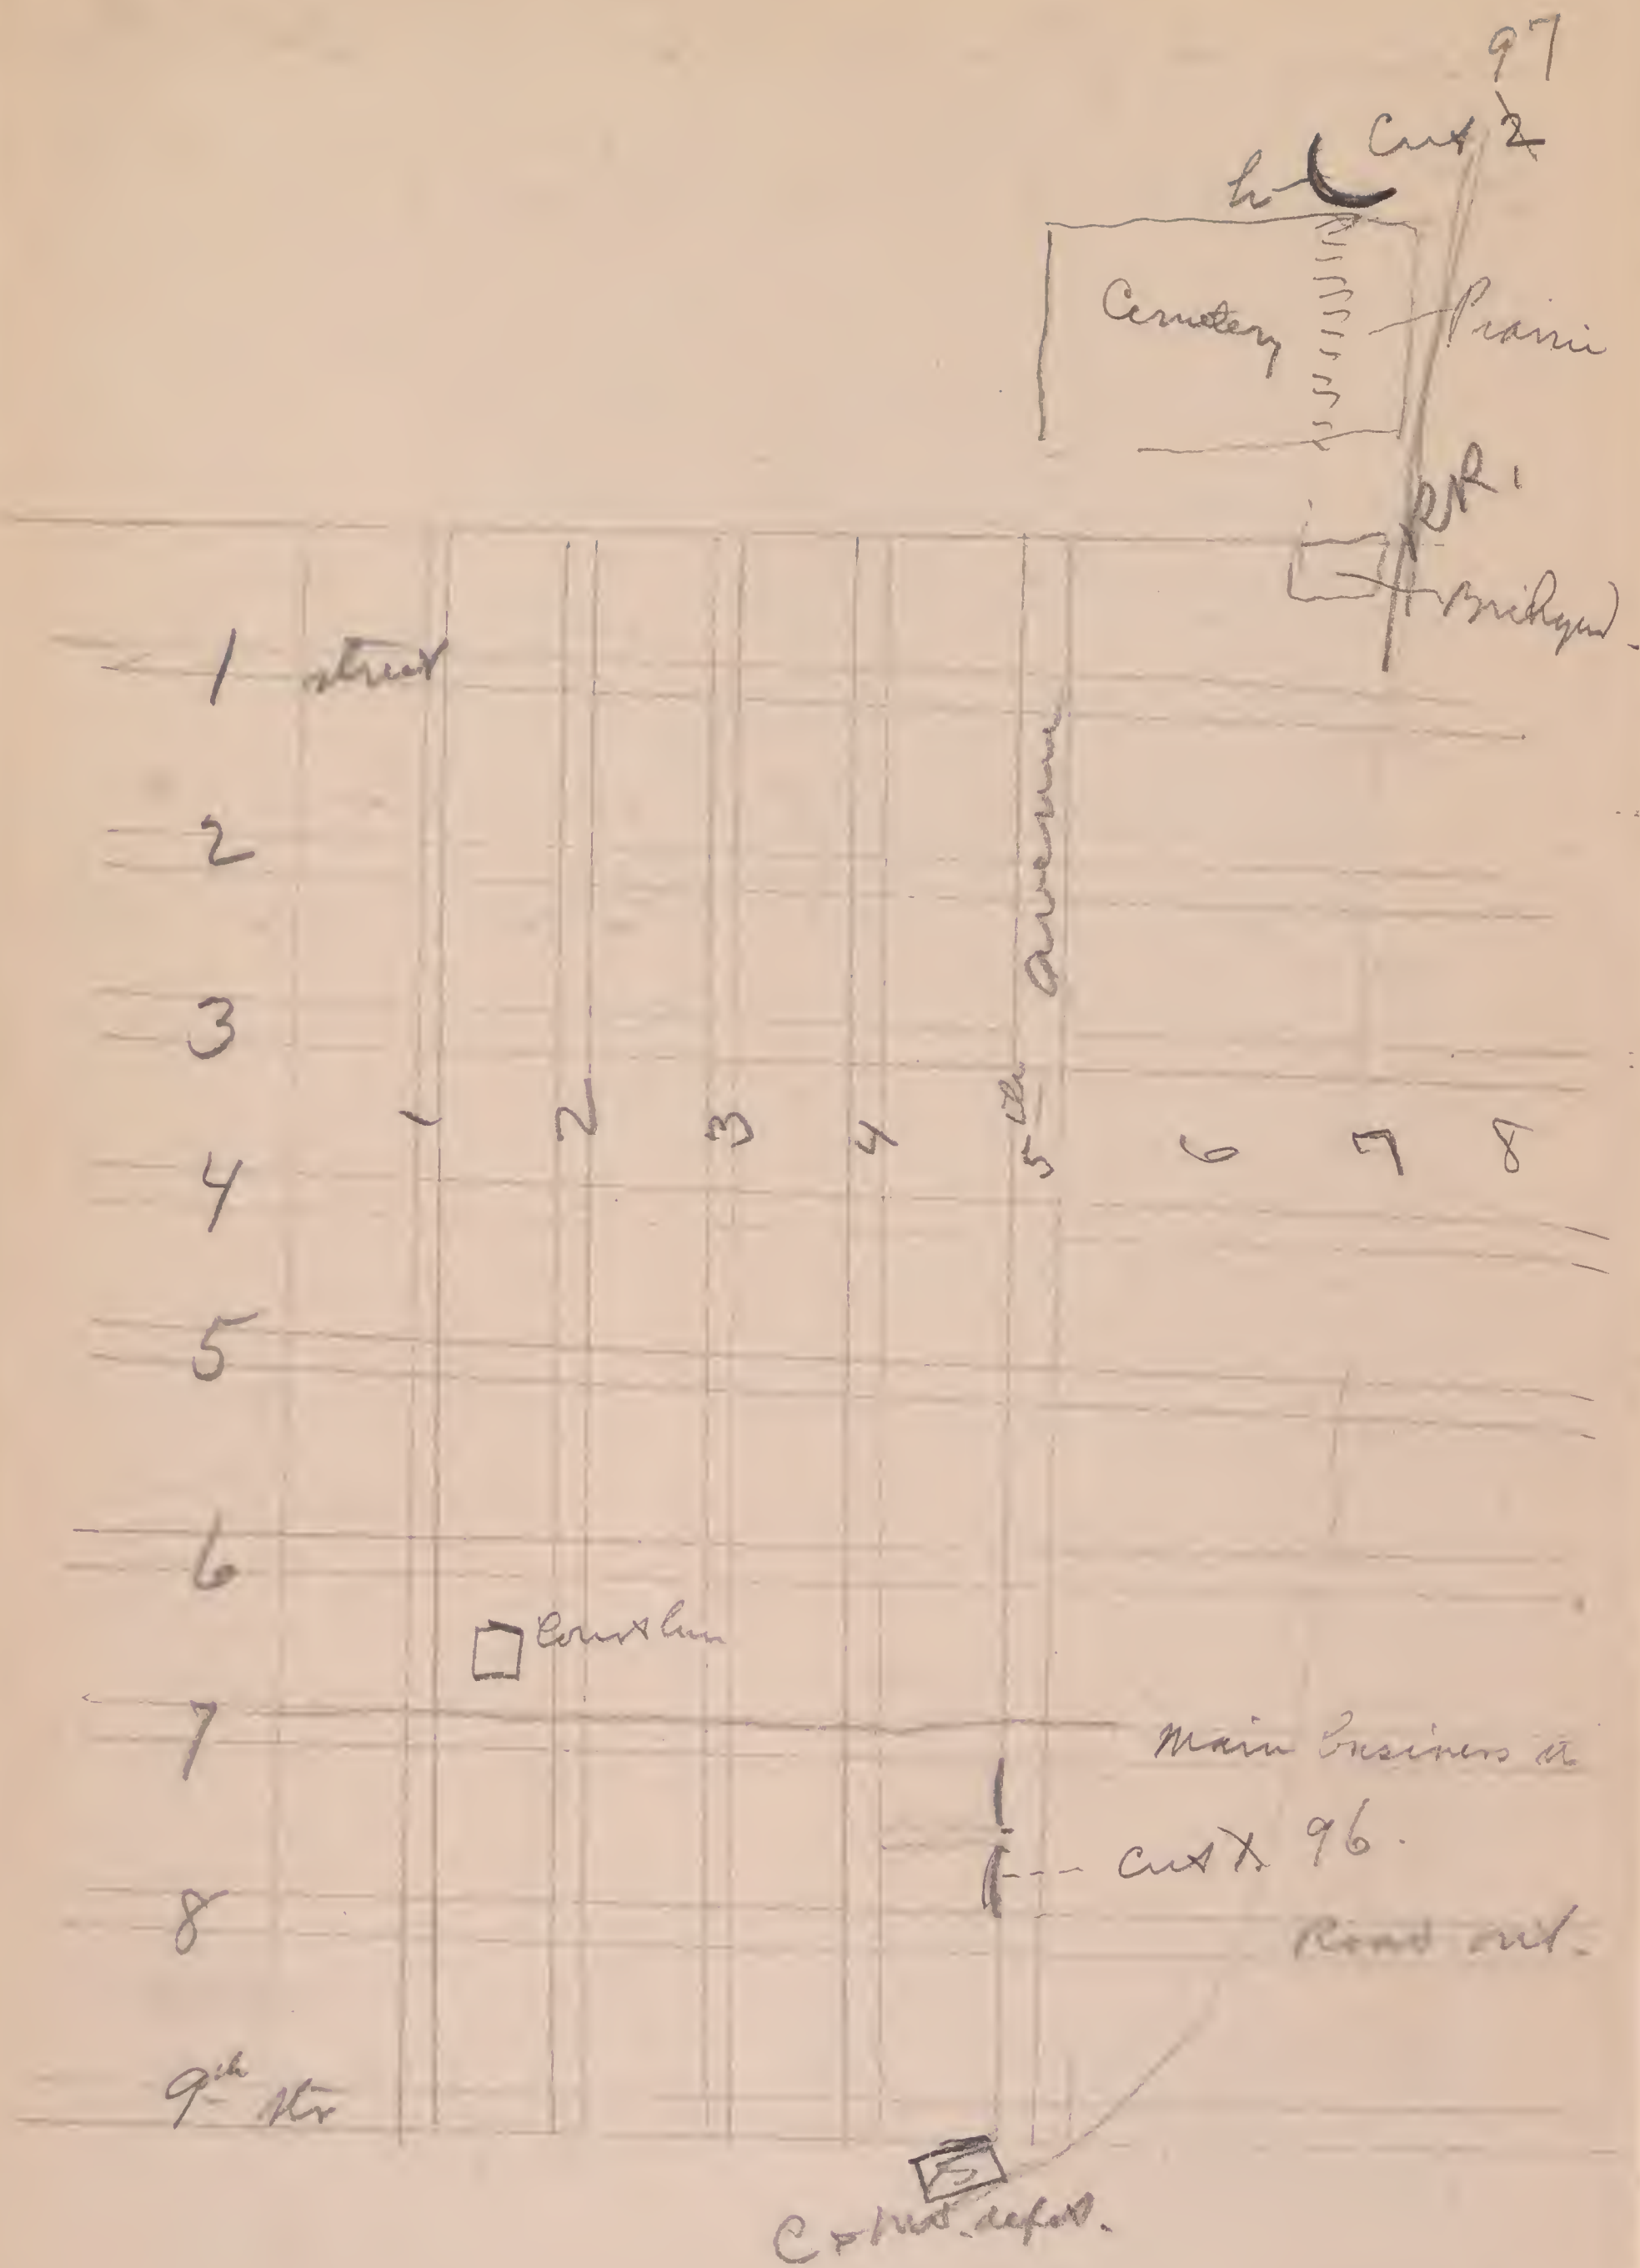 97
Cut 2
h
Cemetery
Prairie
RR.
Brickyard.
1 street
2
3
1 2 3 4 5th avenue 6 7 8
4
5
6
Court house
7
Main business st
Cut 1 96.
8
Road out.
9th str
C & NW. depot.